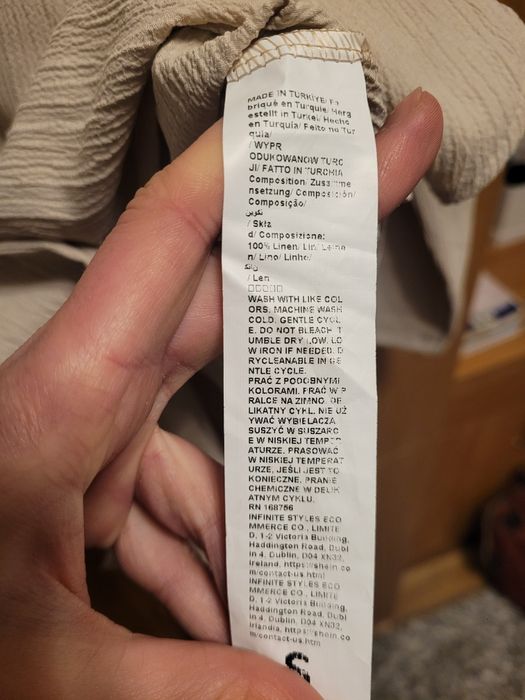 MADE IN TURKIYE/ Fa
briqué en Turquie/ Herg
estellt in Türkei/ Hecho
en Turquía/ Feito na Tur
quia/
/ WYPR
ODUKOWANOW TURC
JI/ FATTO IN TURCHIA
Composition/ Zusamme
nsetzung/ Composición/
Composição/
تكوين
/ Skła
d/ Composizione:
100% Linen/ Lin/ Leine
n/ Lino/ Linho/
/ Len
□□□□□
WASH WITH LIKE COL
ORS. MACHINE WASH
COLD. GENTLE CYCL
E. DO NOT BLEACH. T
UMBLE DRY LOW. LO
W IRON IF NEEDED. D
RYCLEANABLE IN GE
NTLE CYCLE.
PRAĆ Z PODOBNYMI
KOLORAMI. PRAĆ W P
RALCE NA ZIMNO. DE
LIKATNY CYKL. NIE UŻ
YWAĆ WYBIELACZA.
SUSZYĆ W SUSZARC
E W NISKIEJ TEMPER
ATURZE. PRASOWAĆ
W NISKIEJ TEMPERAT
URZE, JEŚLI JEST TO
KONIECZNE. PRANIE
CHEMICZNE W DELIK
ATNYM CYKLU.
RN 168756
INFINITE STYLES ECO
MMERCE CO., LIMITE
D, 1-2 Victoria Building,
Haddington Road, Dubl
in 4, Dublin, D04 XN32,
Ireland, https://shein.co
m/contact-us.html
INFINITE STYLES ECO
MMERCE CO., LIMITE
D, 1-2 Victoria Building,
Haddington Road, Dubl
in 4, Dublin, D04 XN32,
Irlandia, https://shein.co
m/contact-us.htm
S